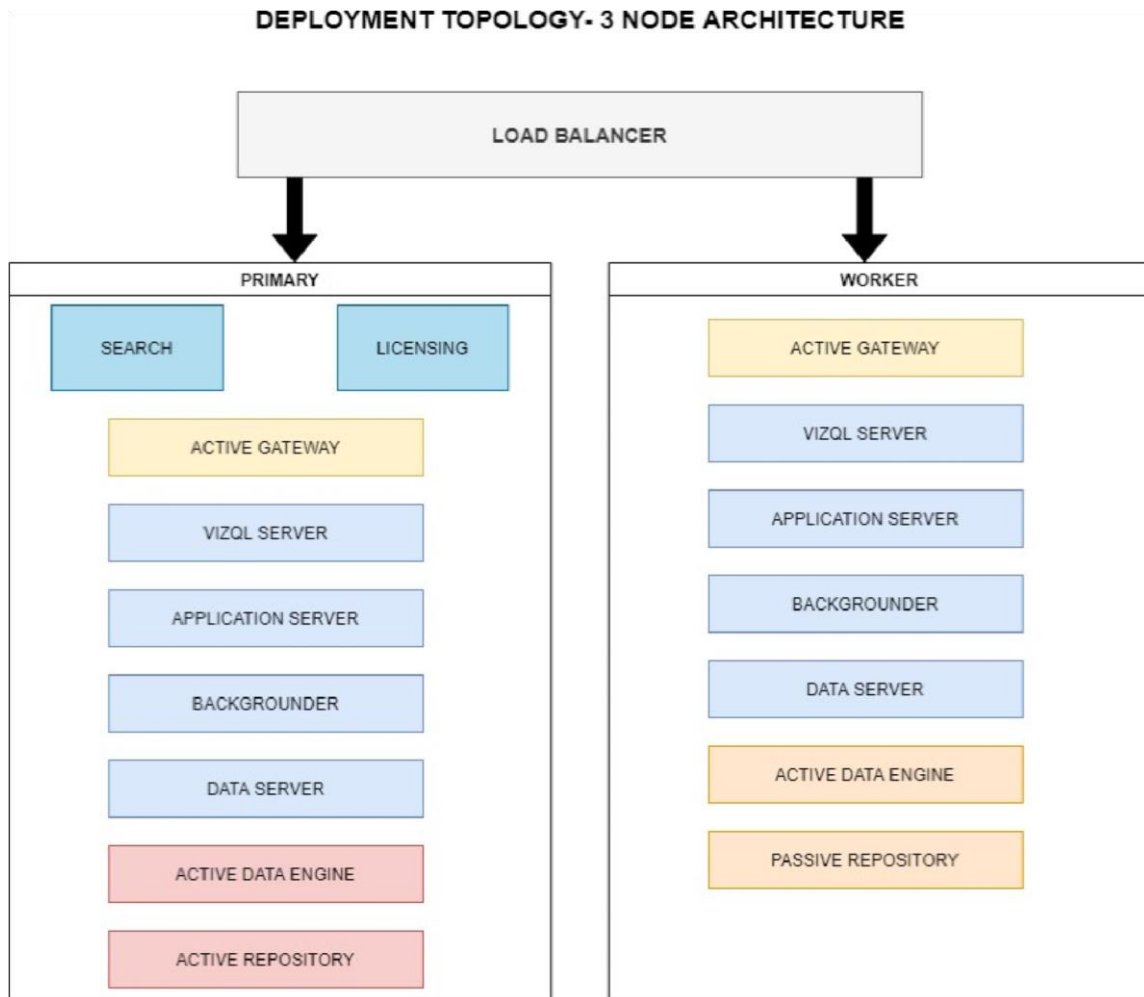 DEPLOYMENT TOPOLOGY- 3 NODE ARCHITECTURE
LOAD BALANCER
PRIMARY
SEARCH
LICENSING
ACTIVE GATEWAY
VIZQL SERVER
APPLICATION SERVER
BACKGROUNDER
DATA SERVER
ACTIVE DATA ENGINE
ACTIVE REPOSITORY
WORKER
ACTIVE GATEWAY
VIZQL SERVER
APPLICATION SERVER
BACKGROUNDER
DATA SERVER
ACTIVE DATA ENGINE
PASSIVE REPOSITORY